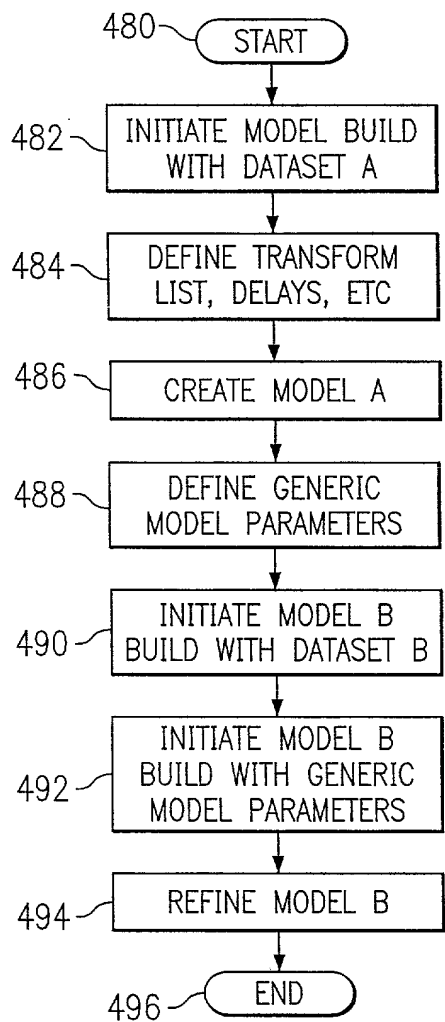 480
START
482
INITIATE MODEL BUILD
WITH DATASET A
484
DEFINE TRANSFORM
LIST, DELAYS, ETC
486
CREATE MODEL A
488
DEFINE GENERIC
MODEL PARAMETERS
490
INITIATE MODEL B
BUILD WITH DATASET B
492
INITIATE MODEL B
BUILD WITH GENERIC
MODEL PARAMETERS
494
REFINE MODEL B
496
END